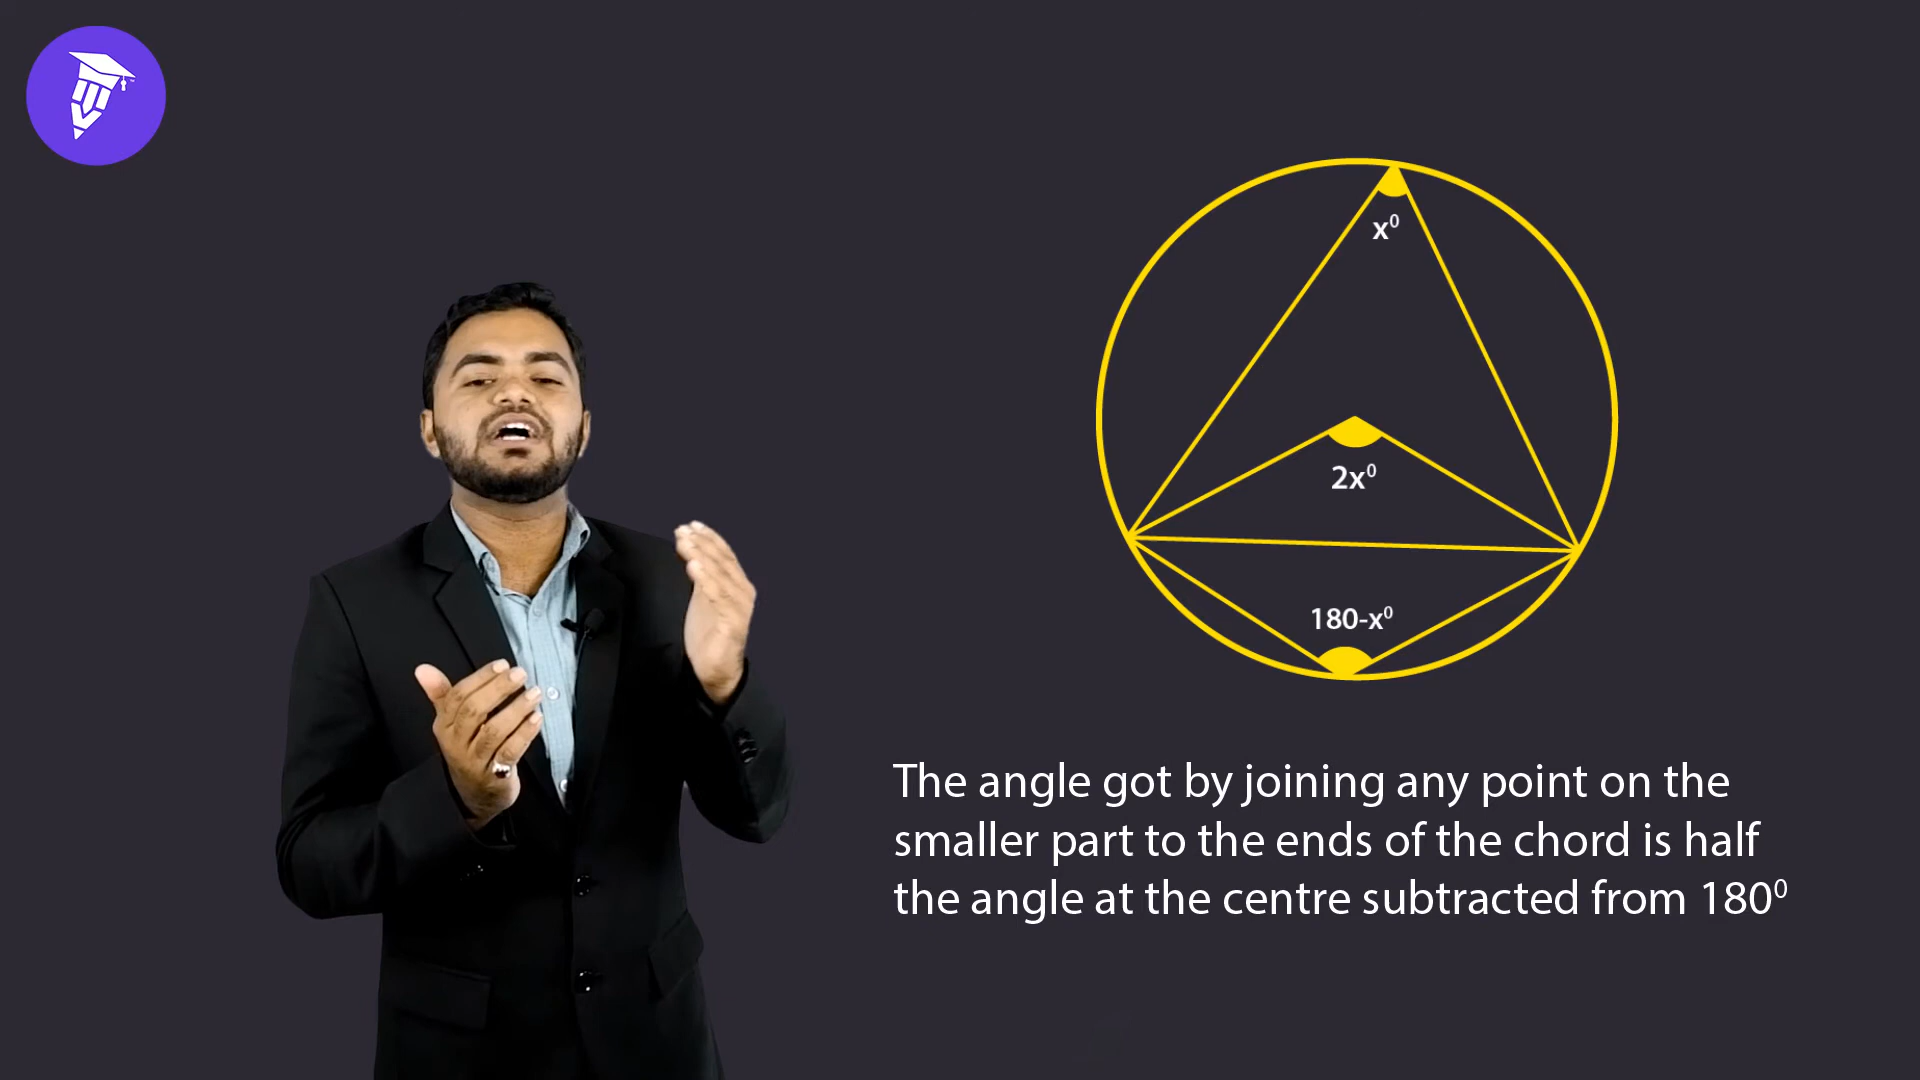 x⁰
2x⁰
180-x⁰
The angle got by joining any point on the
smaller part to the ends of the chord is half
the angle at the centre subtracted from 180⁰